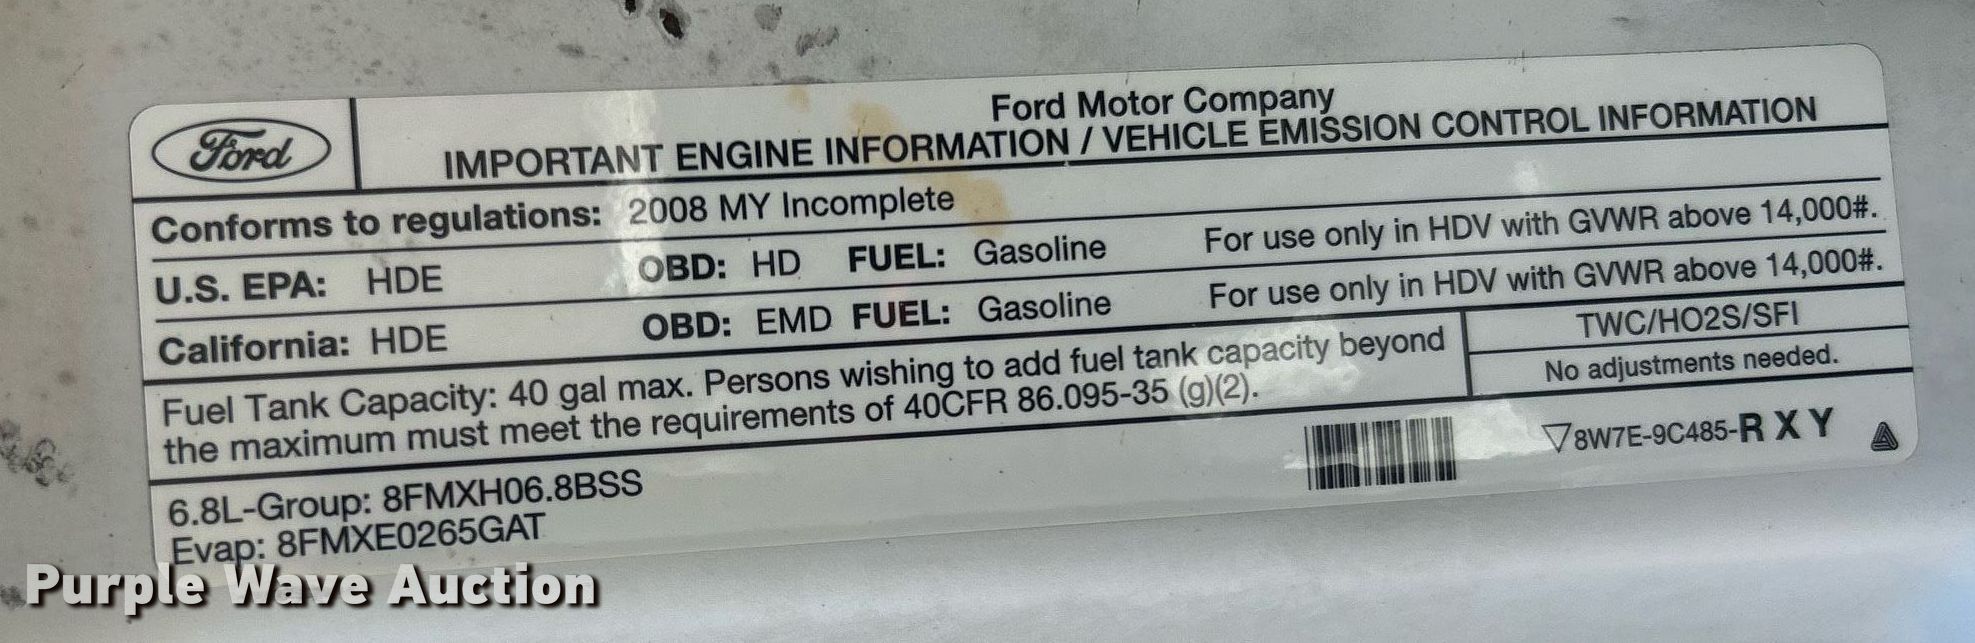 Ford
Ford Motor Company
IMPORTANT ENGINE INFORMATION / VEHICLE EMISSION CONTROL INFORMATION
Conforms to regulations: 2008 MY Incomplete
U.S. EPA: HDE OBD: HD FUEL: Gasoline For use only in HDV with GVWR above 14,000#.
California: HDE OBD: EMD FUEL: Gasoline For use only in HDV with GVWR above 14,000#.
Fuel Tank Capacity: 40 gal max. Persons wishing to add fuel tank capacity beyond
the maximum must meet the requirements of 40CFR 86.095-35 (g)(2).
TWC/HO2S/SFI
No adjustments needed.
8W7E-9C485-R X Y
6.8L-Group: 8FMXH06.8BSS
Evap: 8FMXE0265GAT
Purple Wave Auction